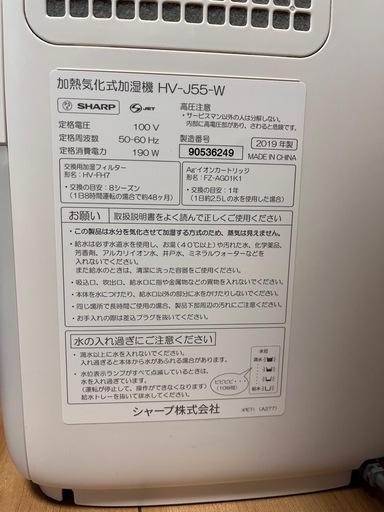 加熱気化式加湿機 HV-J55-W
SHARP JET
定格電圧 100 V
定格周波数 50-60 Hz
定格消費電力 190 W
高圧注意
・サービスマン以外の人は分解しない。
内部に高電圧部があり、危険です。
製造番号 2019 年製
90536249 MADE IN CHINA
交換用加湿フィルター
形名：HV-FH7
・交換の目安：8シーズン
(1日8時間運転の場合で約48ヶ月)
Ag⁺イオンカートリッジ
形名：FZ-AG01K1
・交換の目安：1年
(1日約2.5Lの水を使用した場合)
お願い 取扱説明書をよく読んで正しくご使用ください。
・この製品は水分を気化させて加湿する方式のため、蒸気は見えません。
・給水は必ず水道水を使用し、お湯(40℃以上)や汚れた水、化学薬品、
芳香剤、アルカリイオン水、井戸水、ミネラルウォーターなどを
入れないでください。
また給水のときは、清潔に洗った容器をご使用ください。
・吸込口、吹出口、給水口に指や金属物などの異物を入れないでください。
・本体を水につけたり、給水口以外の部分に水をかけたりしないでください。
・同じ場所で長時間ご使用の場合、製品下部周辺の汚れにご注意ください。
・お手入れの際は差込プラグを抜いてください。
水の入れ過ぎにご注意ください
・満水以上に水を入れないでください。
入れ過ぎると本体から水があふれることがあります。
・水位表示ランプがすべて点滅しているときは、
水を入れ過ぎています。
(運転が停止して、操作ができなくなります)
給水トレーを抜いて排水してください。
水位
満水
ピピピピ・・・
(10秒間)
給水
シャープ株式会社